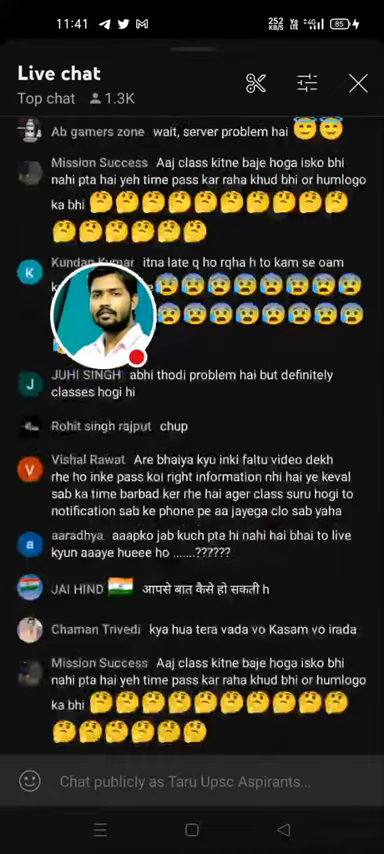 11:41
252 KB/S 4G 85
Live chat
Top chat 1.3K
Ab gamers zone wait, server problem hai 😇😇
Mission Success Aaj class kitne baje hoga isko bhi
nahi pta hai yeh time pass kar raha khud bhi or humlogo
ka bhi 🤔🤔🤔🤔🤔🤔🤔🤔🤔🤔
🤔🤔🤔🤔🤔🤔
K Kundan Kumar itna late q ho rqha h to kam se oam
😰😰😰😰😰😰😰😰
😰😰😰😰😰😰😰😰
J JUHI SINGH abhi thodi problem hai but definitely
classes hogi hi
Rohit singh rajput chup
V Vishal Rawat Are bhaiya kyu inki faltu video dekh
rhe ho inke pass koi right information nhi hai ye keval
sab ka time barbad ker rhe hai ager class suru hogi to
notification sab ke phone pe aa jayega clo sab yaha
a aaradhya aaapko jab kuch pta hi nahi hai bhai to live
kyun aaaye hueee ho .......??????
JAI HIND 🇮🇳 आपसे बात कैसे हो सकती h
Chaman Trivedi kya hua tera vada vo Kasam vo irada
Mission Success Aaj class kitne baje hoga isko bhi
nahi pta hai yeh time pass kar raha khud bhi or humlogo
ka bhi 🤔🤔🤔🤔🤔🤔🤔🤔🤔🤔
🤔🤔🤔🤔🤔🤔
Chat publicly as Taru Upsc Aspirants...